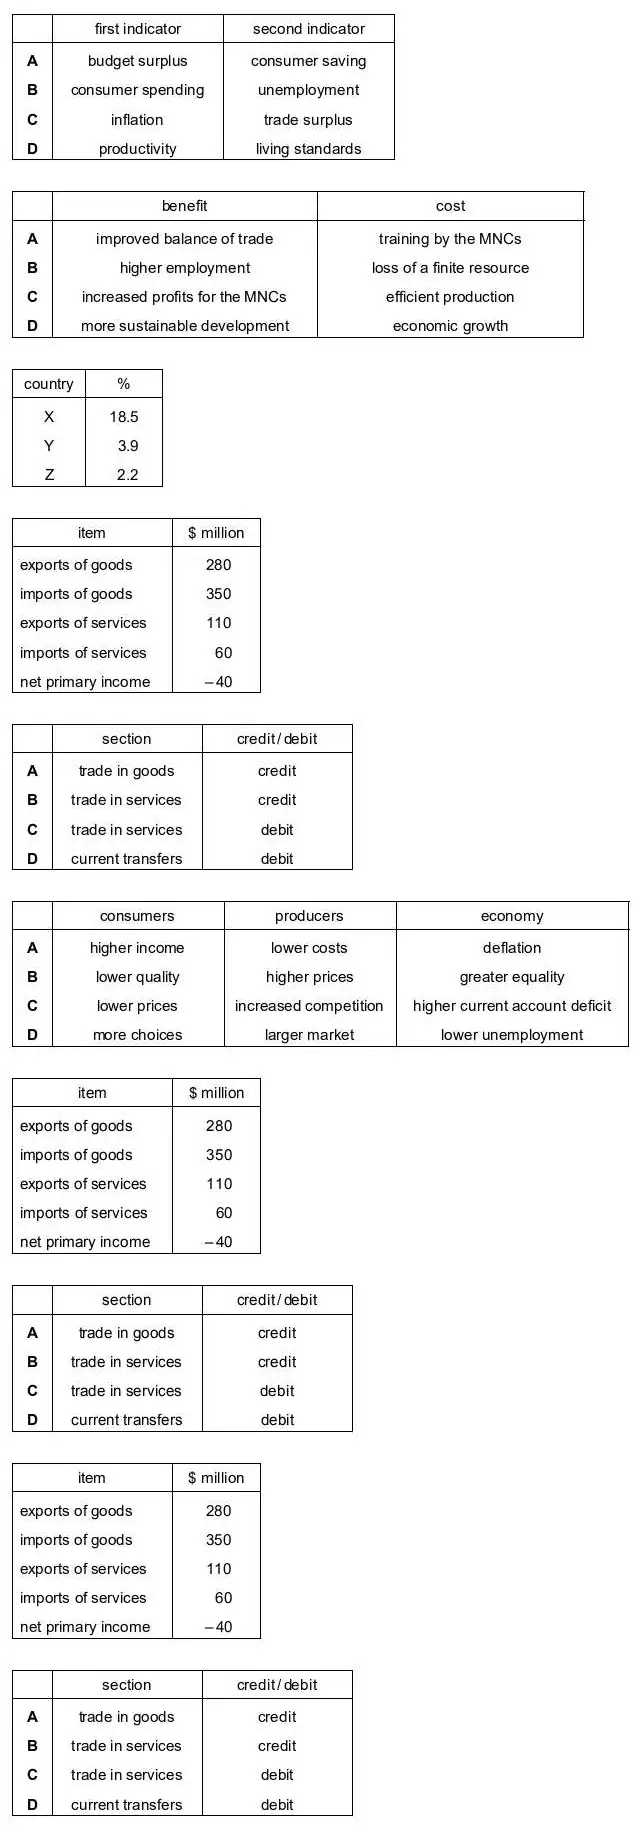 first indicator second indicator
A budget surplus consumer saving
B consumer spending unemployment
C inflation trade surplus
D productivity living standards
benefit cost
A improved balance of trade training by the MNCs
B higher employment loss of a finite resource
C increased profits for the MNCs efficient production
D more sustainable development economic growth
country %
X 18.5
Y 3.9
Z 2.2
item $ million
exports of goods 280
imports of goods 350
exports of services 110
imports of services 60
net primary income –40
section credit/debit
A trade in goods credit
B trade in services credit
C trade in services debit
D current transfers debit
consumers producers economy
A higher income lower costs deflation
B lower quality higher prices greater equality
C lower prices increased competition higher current account deficit
D more choices larger market lower unemployment
item $ million
exports of goods 280
imports of goods 350
exports of services 110
imports of services 60
net primary income –40
section credit/debit
A trade in goods credit
B trade in services credit
C trade in services debit
D current transfers debit
item $ million
exports of goods 280
imports of goods 350
exports of services 110
imports of services 60
net primary income –40
section credit/debit
A trade in goods credit
B trade in services credit
C trade in services debit
D current transfers debit